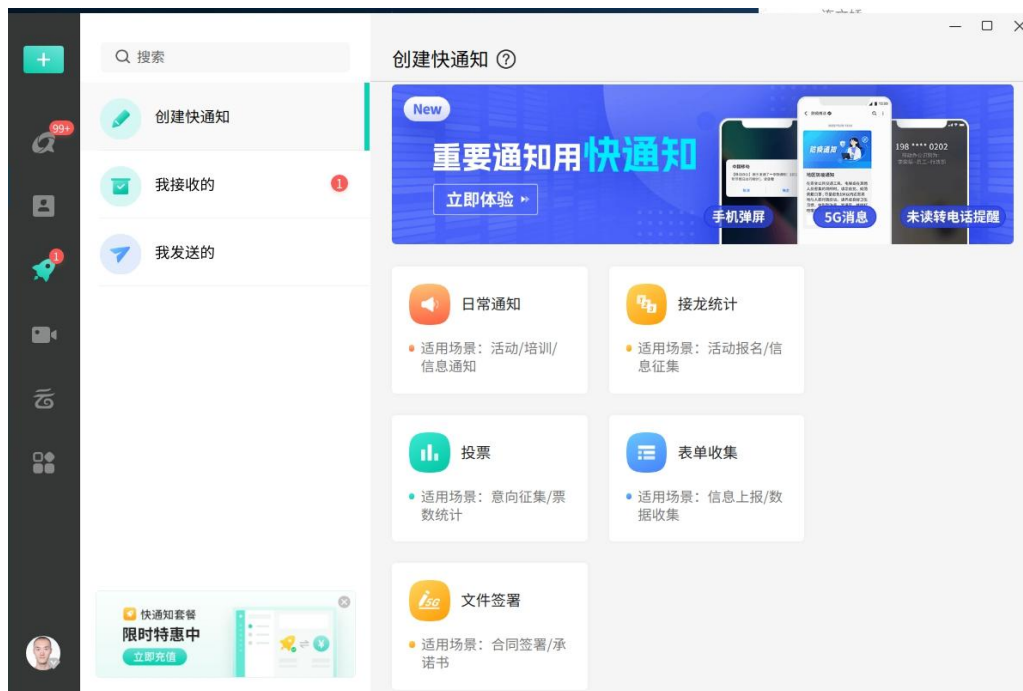 99+
1
云
搜索
创建快通知
我接收的
1
我发送的
快通知套餐
限时特惠中
立即充值
创建快通知
New
重要通知用快通知
立即体验
手机弹屏
5G消息
198 **** 0202
未读转电话提醒
日常通知
适用场景：活动/培训/
信息通知
接龙统计
适用场景：活动报名/信
息征集
投票
适用场景：意向征集/票
数统计
表单收集
适用场景：信息上报/数
据收集
文件签署
适用场景：合同签署/承
诺书